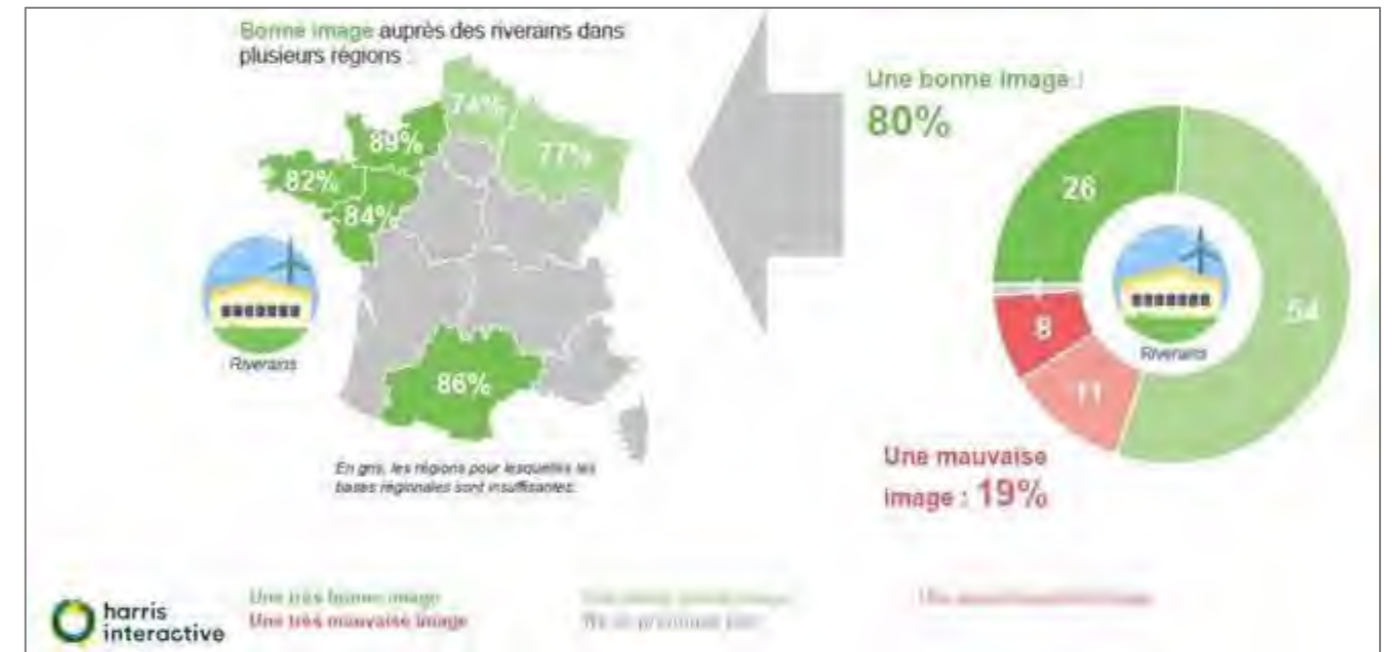 Bonne image auprès des riverains dans
plusieurs régions :
74%
89%
77%
82%
84%
86%
Riverains
En gris, les régions pour lesquelles les
bases régionales sont insuffisantes.
Une bonne image :
80%
26
54
1
8
11
Riverains
Une mauvaise
image : 19%
harris
interactive
Une très bonne image
Une très mauvaise image